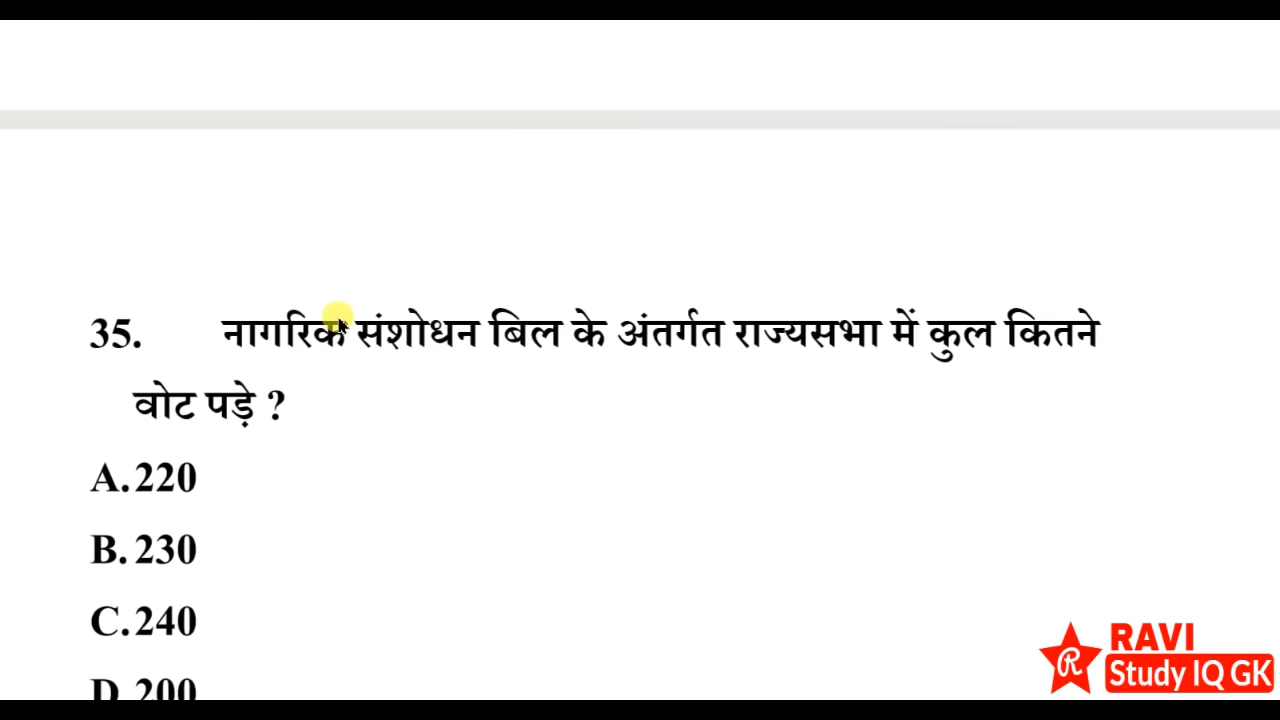 35. नागरिक संशोधन बिल के अंतर्गत राज्यसभा में कुल कितने
वोट पड़े ?
A.220
B.230
C.240
D.200
RAVI
R
Study IQ GK